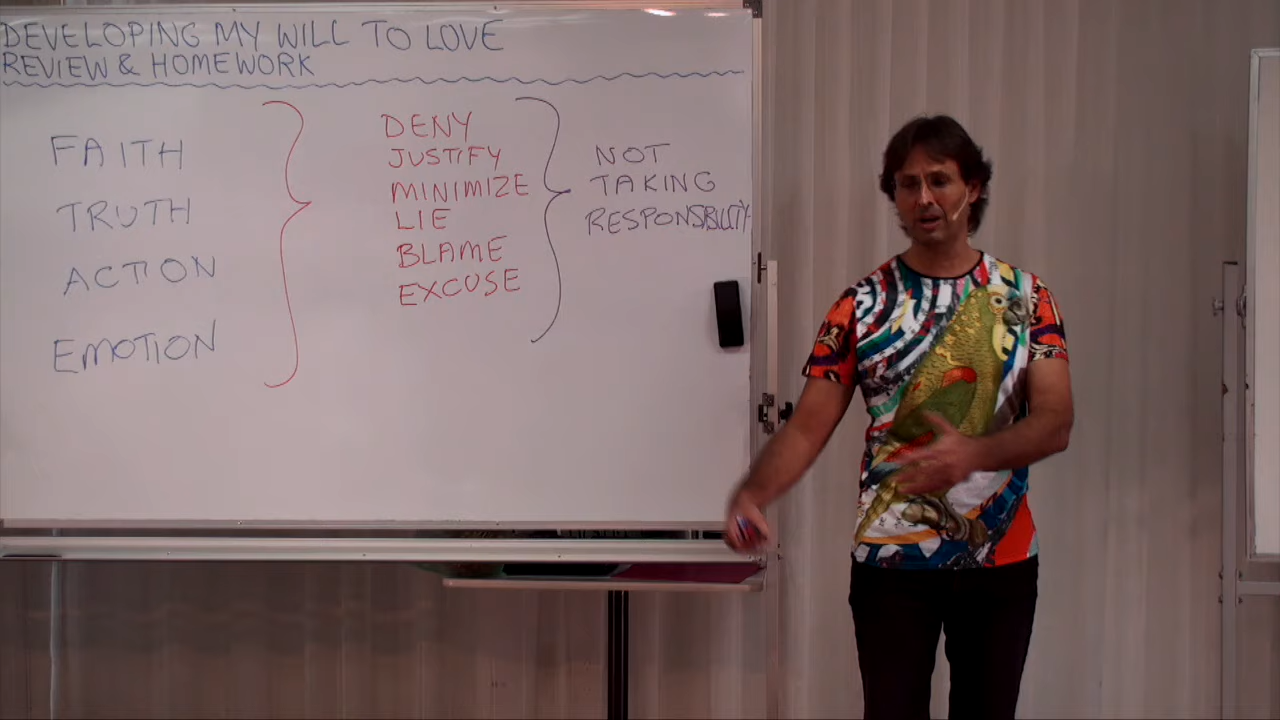 DEVELOPING MY WILL TO LOVE
REVIEW & HOMEWORK
FAITH
TRUTH
ACTION
EMOTION
DENY
JUSTIFY
MINIMIZE
LIE
BLAME
EXCUSE
NOT
TAKING
RESPONSIBILITY